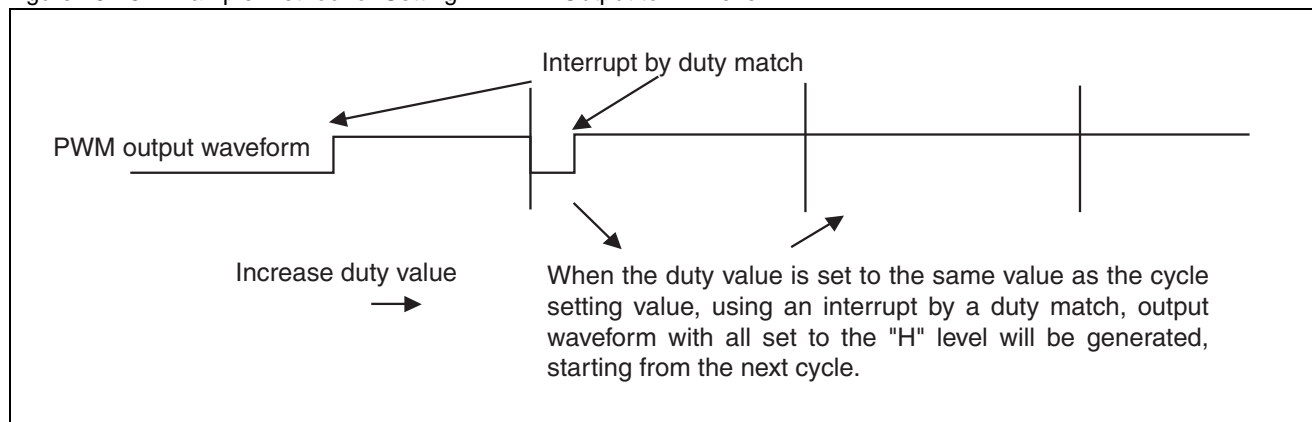 Interrupt by duty match
PWM output waveform
Increase duty value
When the duty value is set to the same value as the cycle
setting value, using an interrupt by a duty match, output
waveform with all set to the "H" level will be generated,
starting from the next cycle.